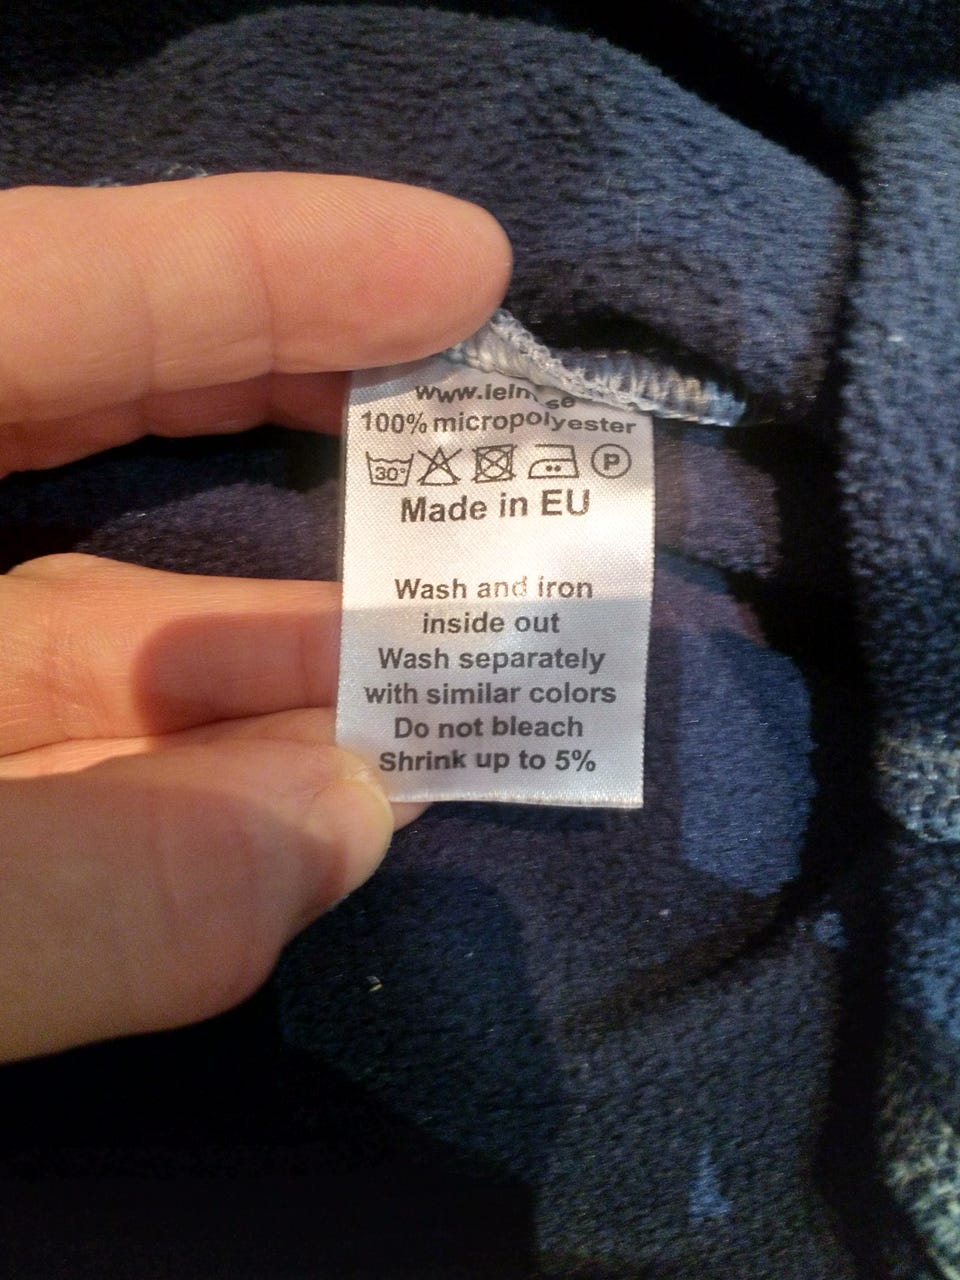 100% micropolyester
30° P
Made in EU
Wash and iron
inside out
Wash separately
with similar colors
Do not bleach
Shrink up to 5%